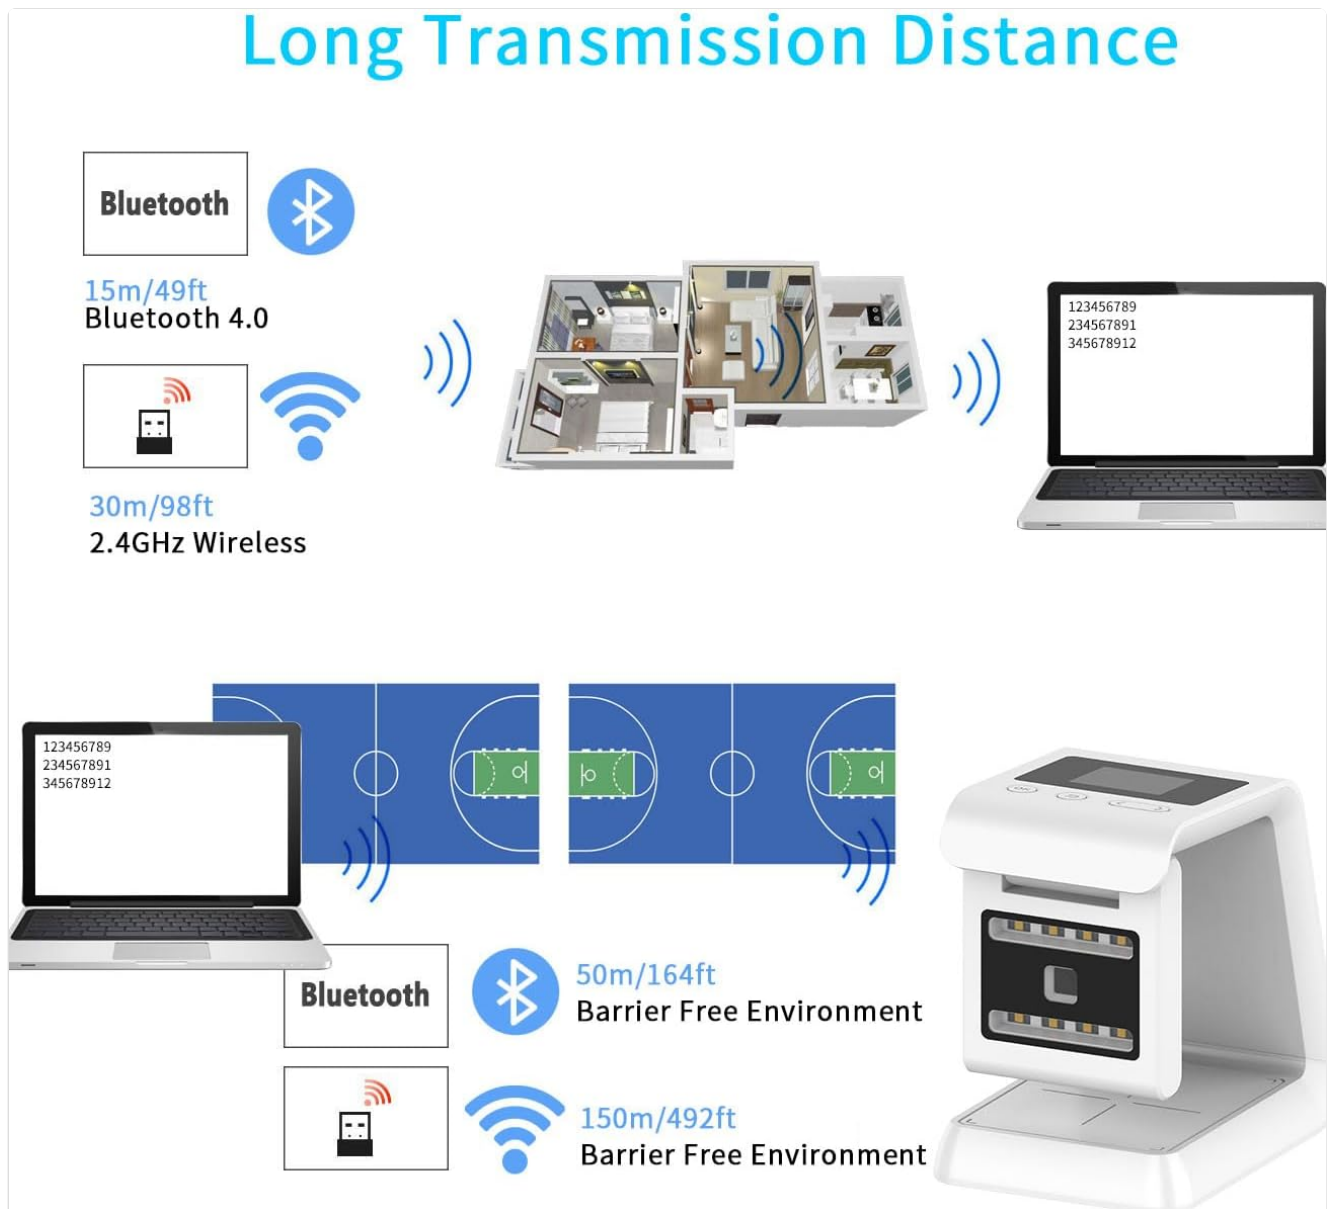 Long Transmission Distance
Bluetooth
15m/49ft
Bluetooth 4.0
30m/98ft
2.4GHz Wireless
123456789
234567891
345678912
123456789
234567891
345678912
Bluetooth
50m/164ft
Barrier Free Environment
150m/492ft
Barrier Free Environment